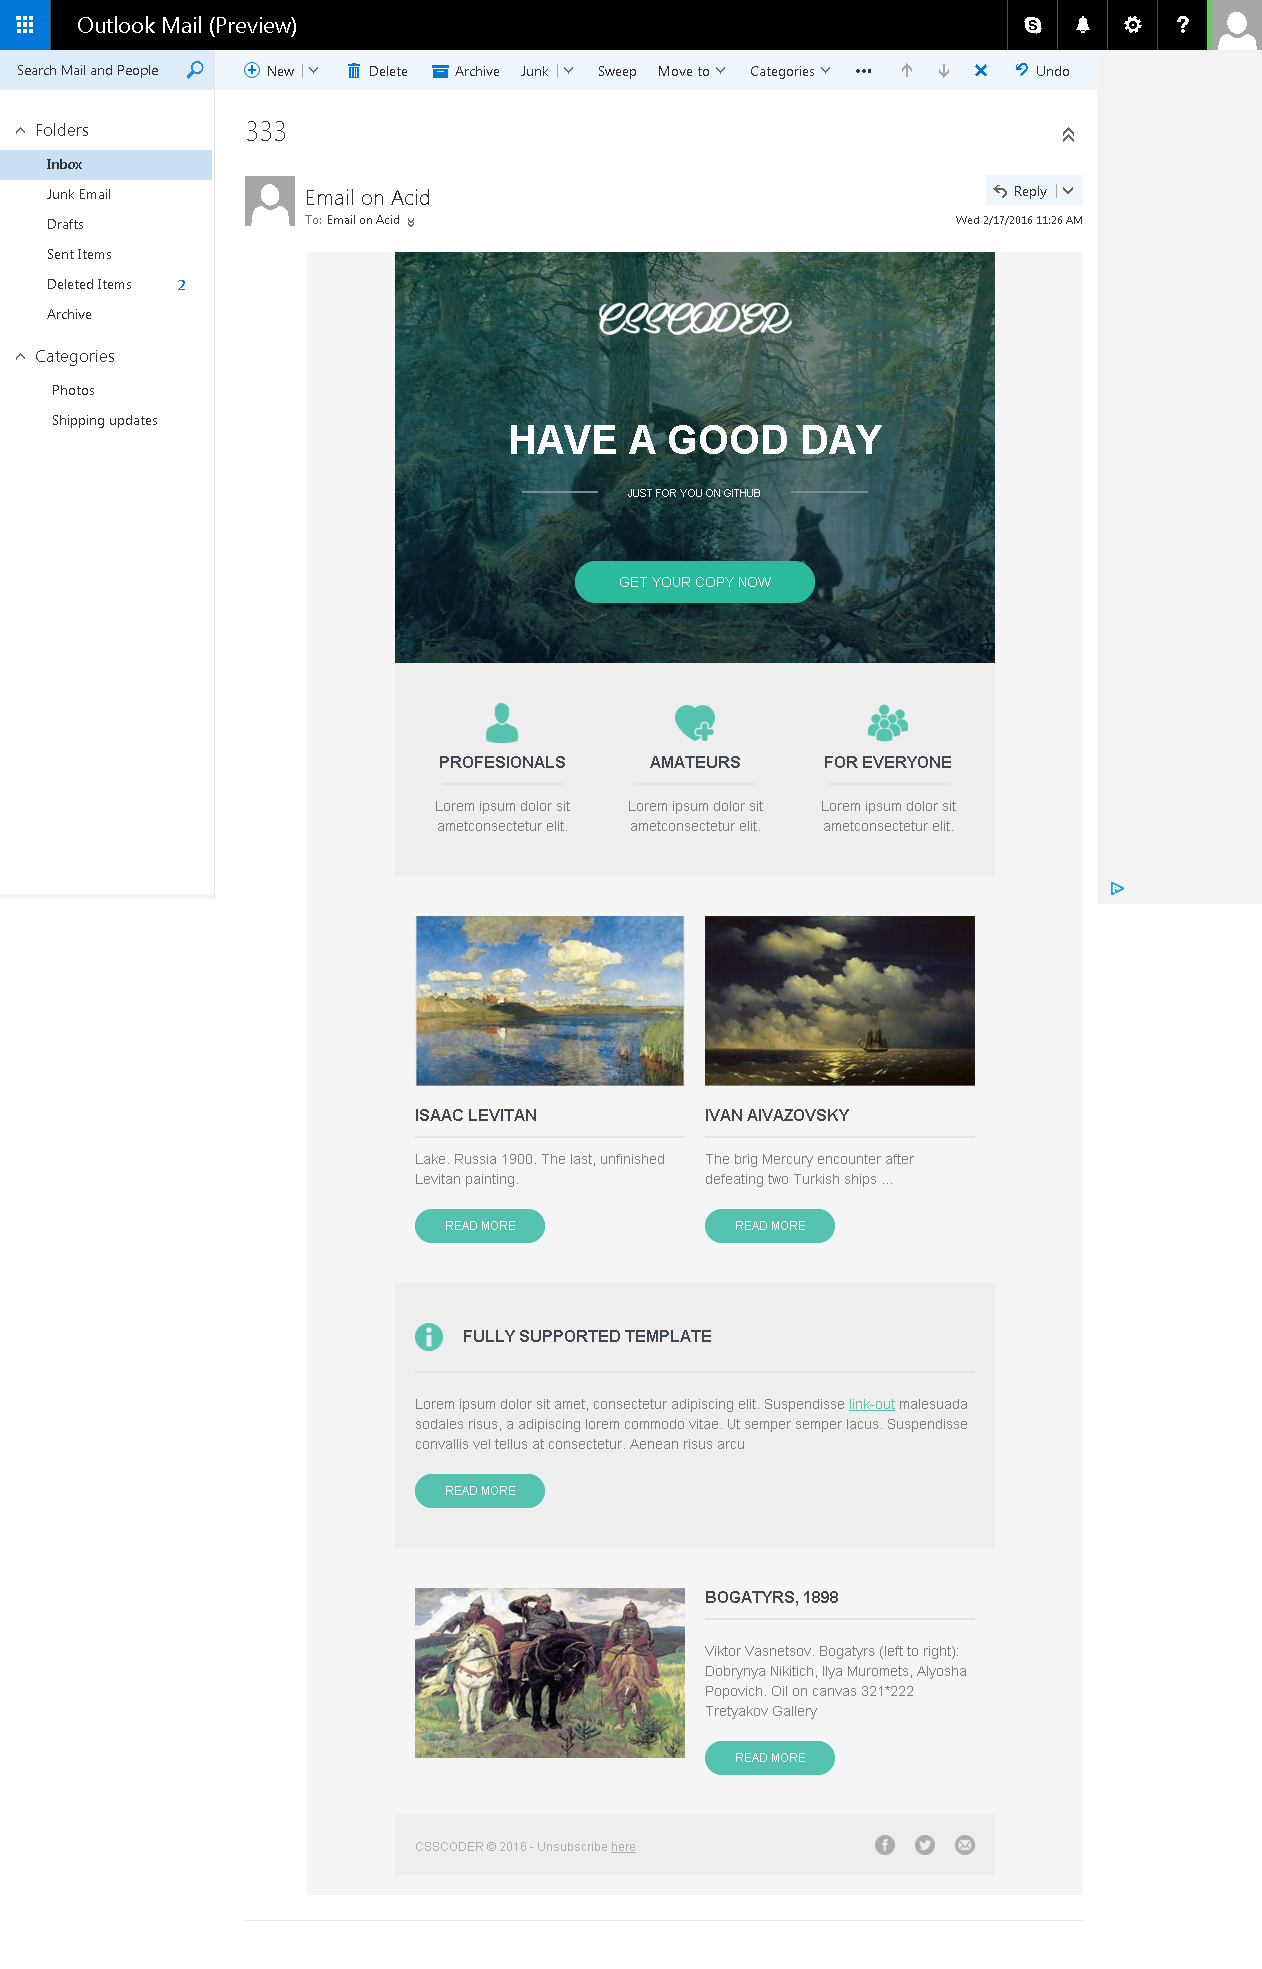 Outlook Mail (Preview)
Search Mail and People
New
Delete
Archive
Junk
Sweep
Move to
Categories
Undo
Folders
Inbox
Junk Email
Drafts
Sent Items
Deleted Items 2
Archive
Categories
Photos
Shipping updates
333
Email on Acid
To: Email on Acid
Reply
Wed 2/17/2016 11:26 AM
CSSCODER
HAVE A GOOD DAY
JUST FOR YOU ON GITHUB
GET YOUR COPY NOW
PROFESIONALS
Lorem ipsum dolor sit
ametconsectetur elit.
AMATEURS
Lorem ipsum dolor sit
ametconsectetur elit.
FOR EVERYONE
Lorem ipsum dolor sit
ametconsectetur elit.
ISAAC LEVITAN
Lake. Russia 1900. The last, unfinished
Levitan painting.
READ MORE
IVAN AIVAZOVSKY
The brig Mercury encounter after
defeating two Turkish ships ...
READ MORE
FULLY SUPPORTED TEMPLATE
Lorem ipsum dolor sit amet, consectetur adipiscing elit. Suspendisse link-out malesuada
sodales risus, a adipiscing lorem commodo vitae. Ut semper semper lacus. Suspendisse
convallis vel tellus at consectetur. Aenean risus arcu
READ MORE
BOGATYRS, 1898
Viktor Vasnetsov. Bogatyrs (left to right):
Dobrynya Nikitich, Ilya Muromets, Alyosha
Popovich. Oil on canvas 321*222
Tretyakov Gallery
READ MORE
CSSCODER © 2016 - Unsubscribe here